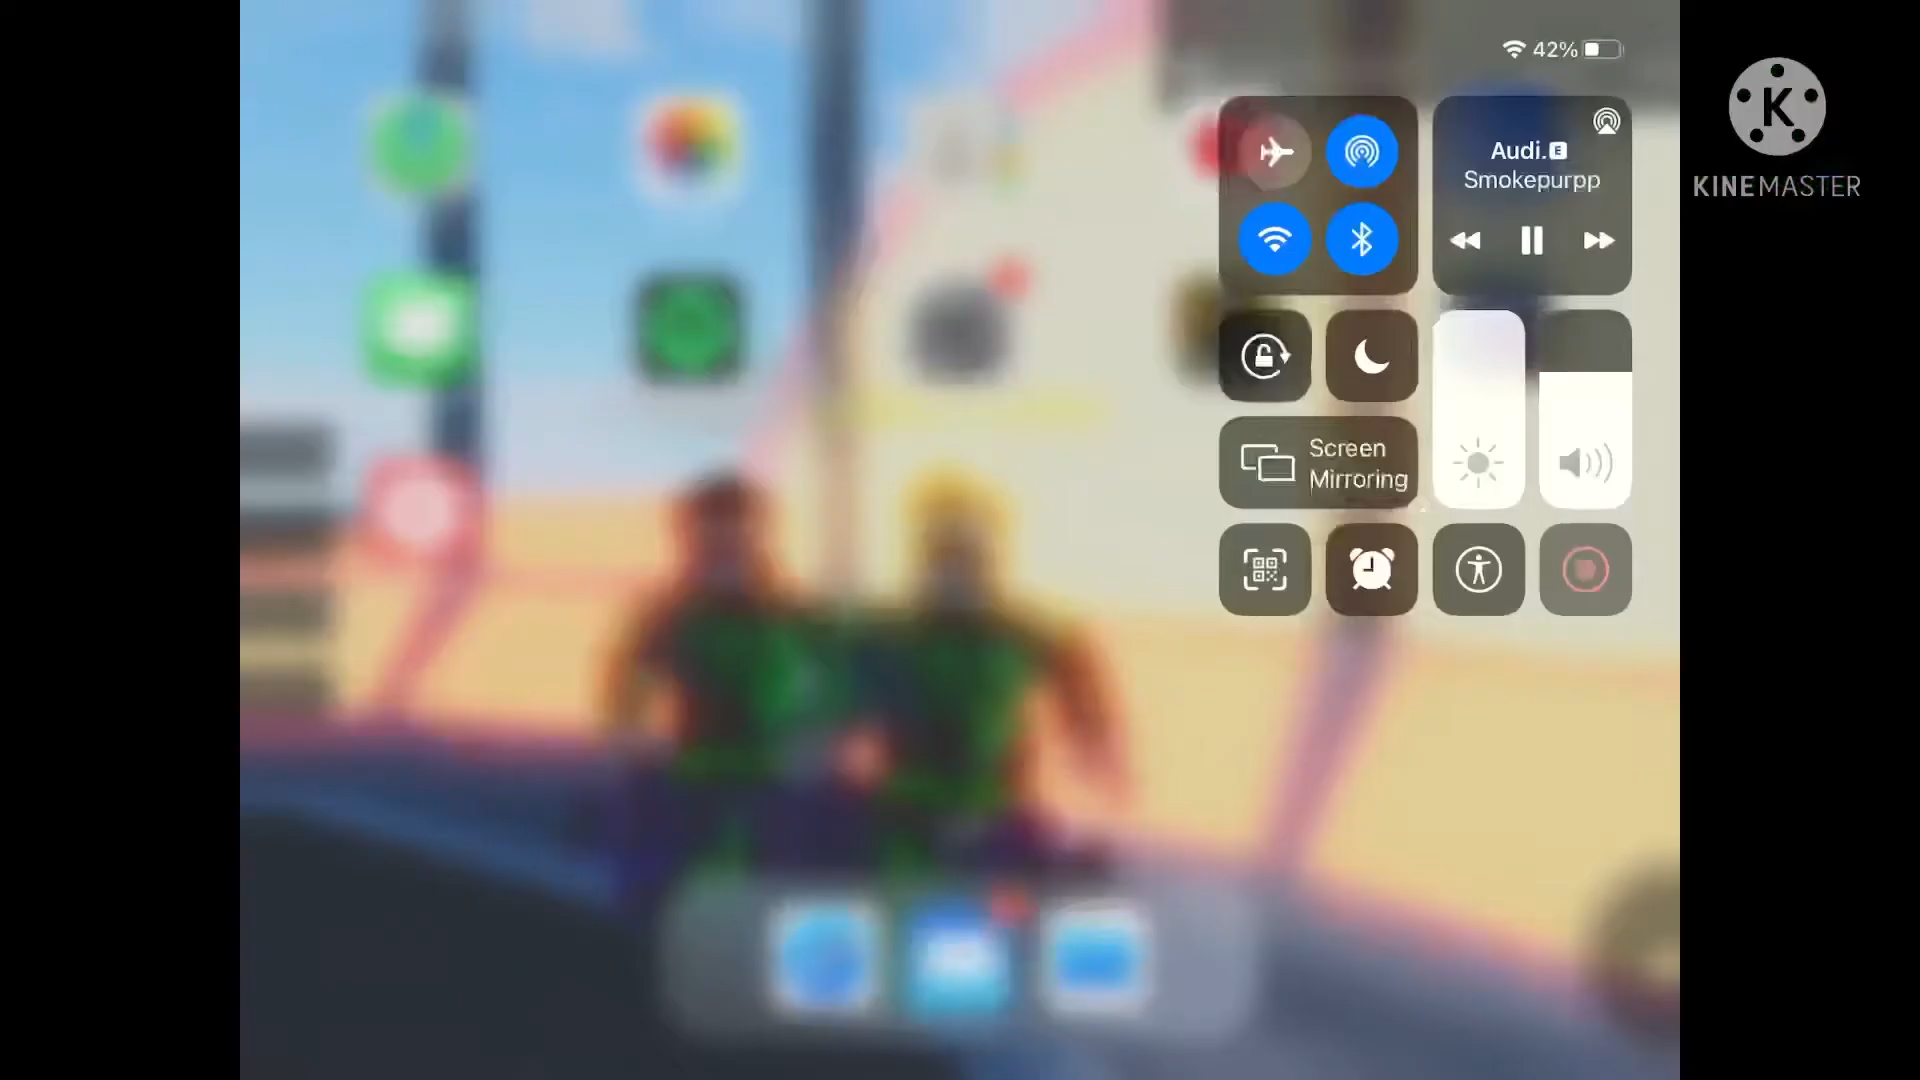 42%
Audi. E
Smokepurpp
Screen
Mirroring
K
KINEMASTER